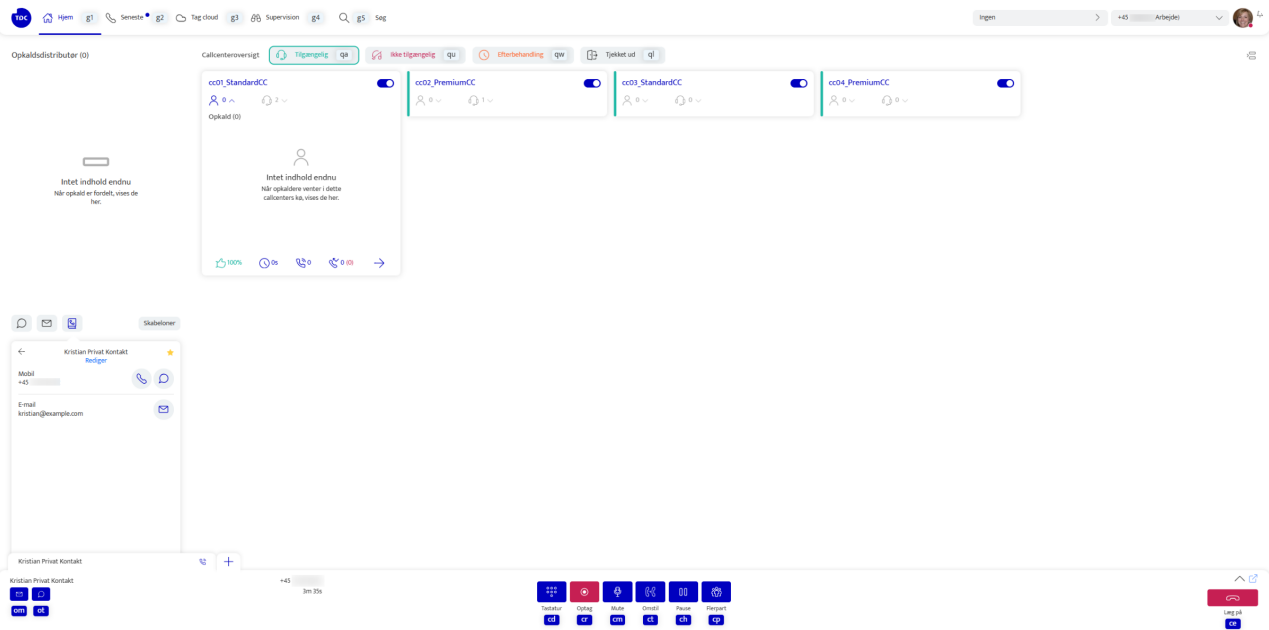 TDC Hjem g1 Seneste g2 Tag cloud g3 Supervision g4 g5 Søg Ingen +45 Arbejde)
Opkaldsdistributør (0)
Callcenteroversigt Tilgængelig qa Ikke tilgængelig qu Efterbehandling qw Tjekket ud ql
cc01_StandardCC
0 2
Opkald (0)
Intet indhold endnu
Når opkaldere venter i dette
callcenters kø, vises de her.
100% 0s 0 0 (0)
cc02_PremiumCC
0 1
cc03_StandardCC
0 0
cc04_PremiumCC
0 0
Intet indhold endnu
Når opkald er fordelt, vises de
her.
Skabeloner
Kristian Privat Kontakt
Rediger
Mobil
+45
E-mail
kristian@example.com
Kristian Privat Kontakt
Kristian Privat Kontakt
om ot
+45
3m 35s
Tastatur Optag Mute Omstil Pause Flerpart
cd cr cm ct ch cp
Læg på
ce